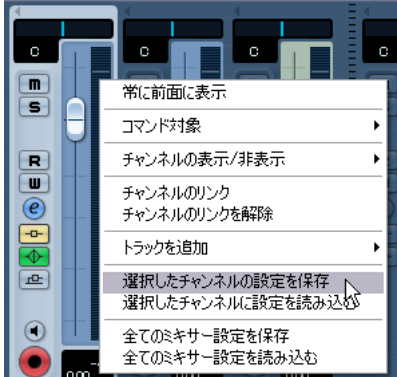 C
C
C
C
m
S
R
W
e
常に前面に表示
コマンド対象
チャンネルの表示/非表示
チャンネルのリンク
チャンネルのリンクを解除
トラックを追加
選択したチャンネルの設定を保存
選択したチャンネルに設定を読み込む
全てのミキサー設定を保存
全てのミキサー設定を読み込む